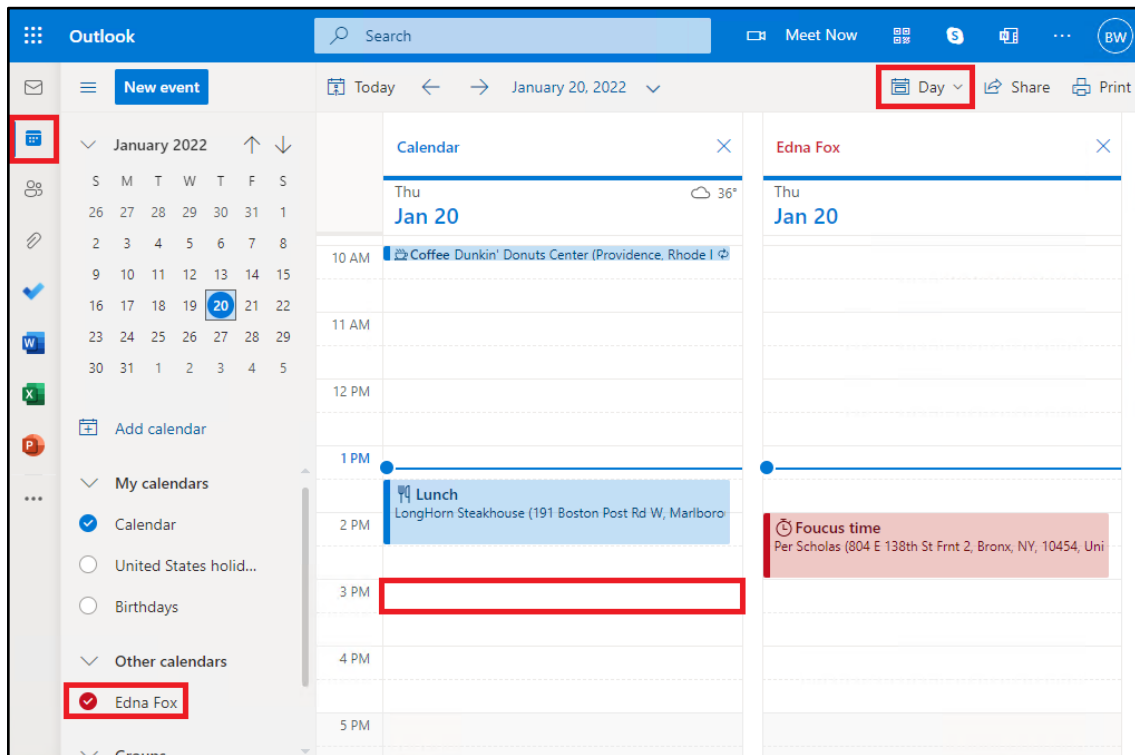 Outlook
Search
Meet Now
BW
New event
Today
January 20, 2022
Day
Share
Print
January 2022
S M T W T F S
26 27 28 29 30 31 1
2 3 4 5 6 7 8
9 10 11 12 13 14 15
16 17 18 19 20 21 22
23 24 25 26 27 28 29
30 31 1 2 3 4 5
Add calendar
My calendars
Calendar
United States holid...
Birthdays
Other calendars
Edna Fox
Groups
Calendar
Thu
36°
Jan 20
Edna Fox
Thu
Jan 20
10 AM
Coffee Dunkin' Donuts Center (Providence, Rhode I
11 AM
12 PM
1 PM
Lunch
LongHorn Steakhouse (191 Boston Post Rd W, Marlboro
2 PM
Foucus time
Per Scholas (804 E 138th St Frnt 2, Bronx, NY, 10454, Uni
3 PM
4 PM
5 PM